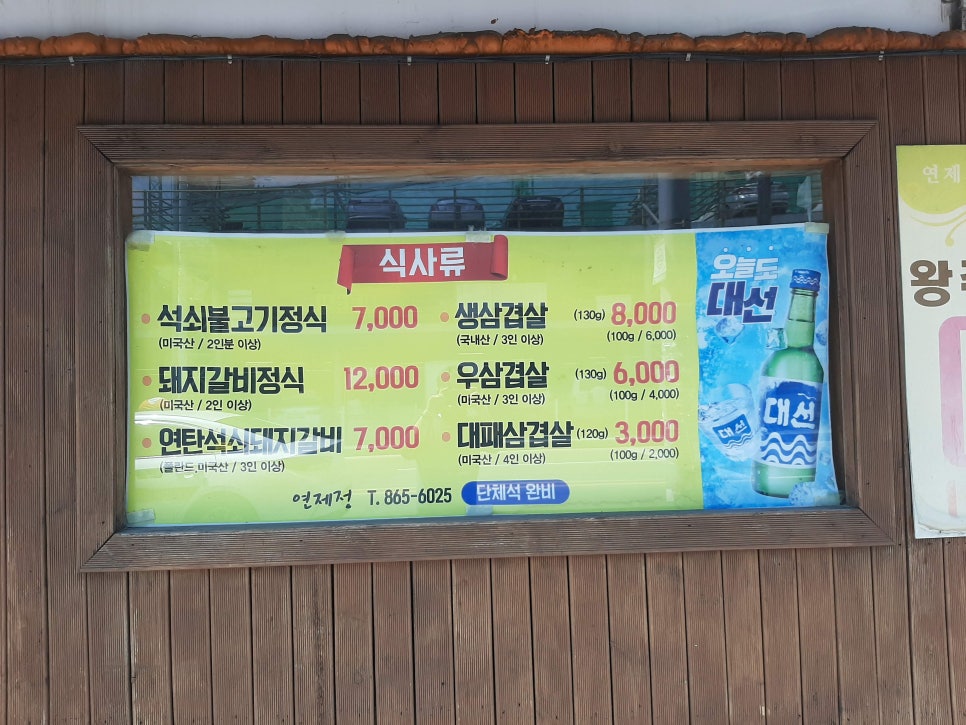 식사류
석쇠불고기정식 7,000
(미국산 / 2인분 이상)
돼지갈비정식 12,000
(미국산 / 2인 이상)
연탄석쇠돼지갈비 7,000
(폴란드,미국산 / 3인 이상)
생삼겹살 (130g) 8,000
(국내산 / 3인 이상) (100g / 6,000)
우삼겹살 (130g) 6,000
(미국산 / 3인 이상) (100g / 4,000)
대패삼겹살 (120g) 3,000
(미국산 / 4인 이상) (100g / 2,000)
연제정 T. 865-6025 단체석 완비
오늘도
대선
대선
대선
연제
왕